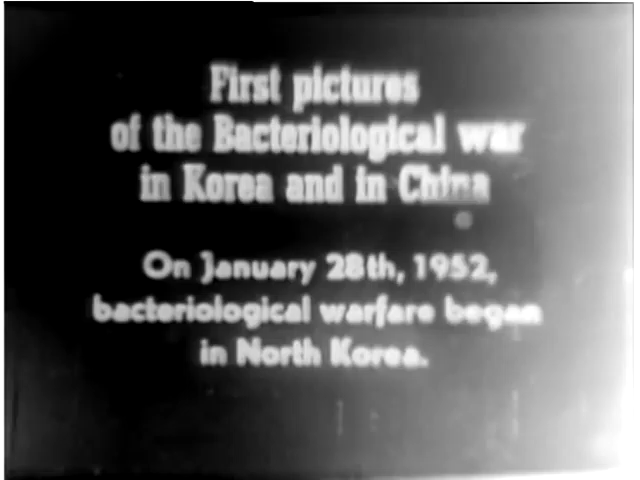 First pictures
of the Bacteriological war
in Korea and in China
On January 28th, 1952,
bacteriological warfare began
in North Korea.